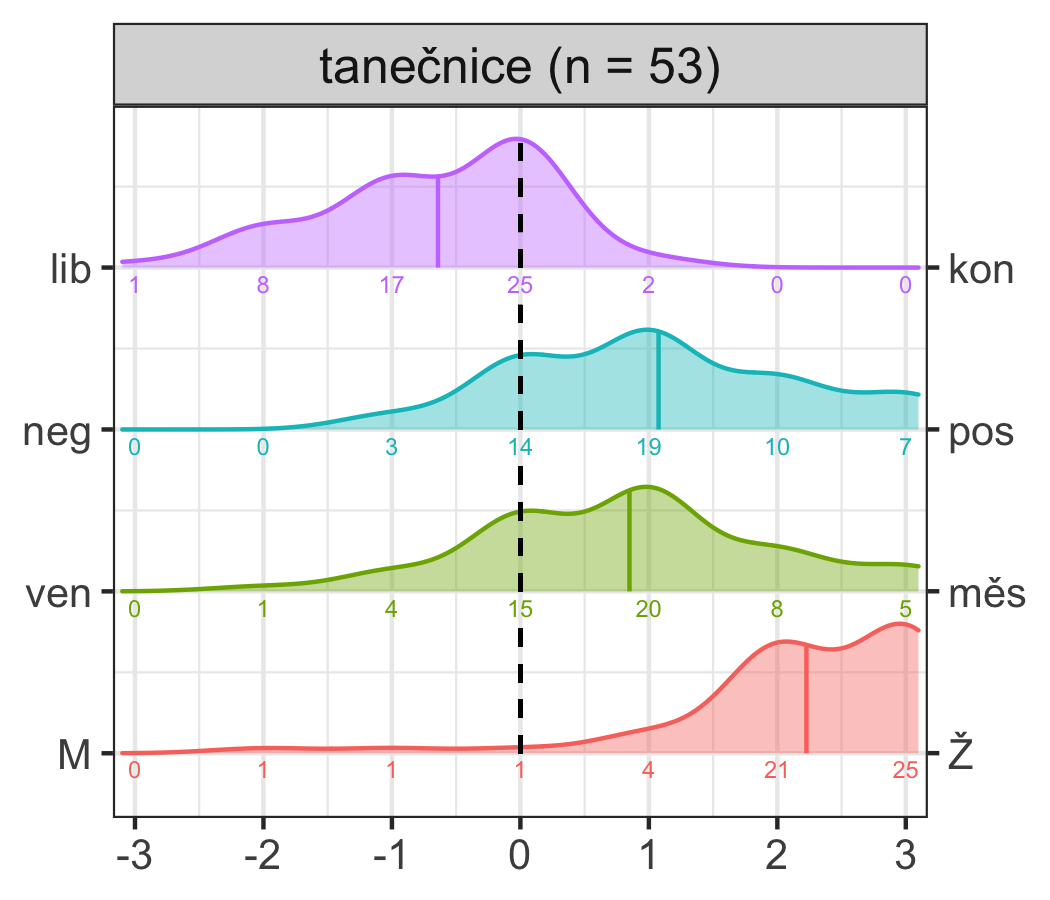 tanečnice (n = 53)
lib kon
1 8 17 25 2 0 0
neg pos
0 0 3 14 19 10 7
ven měs
0 1 4 15 20 8 5
M Ž
0 1 1 1 4 21 25
-3 -2 -1 0 1 2 3